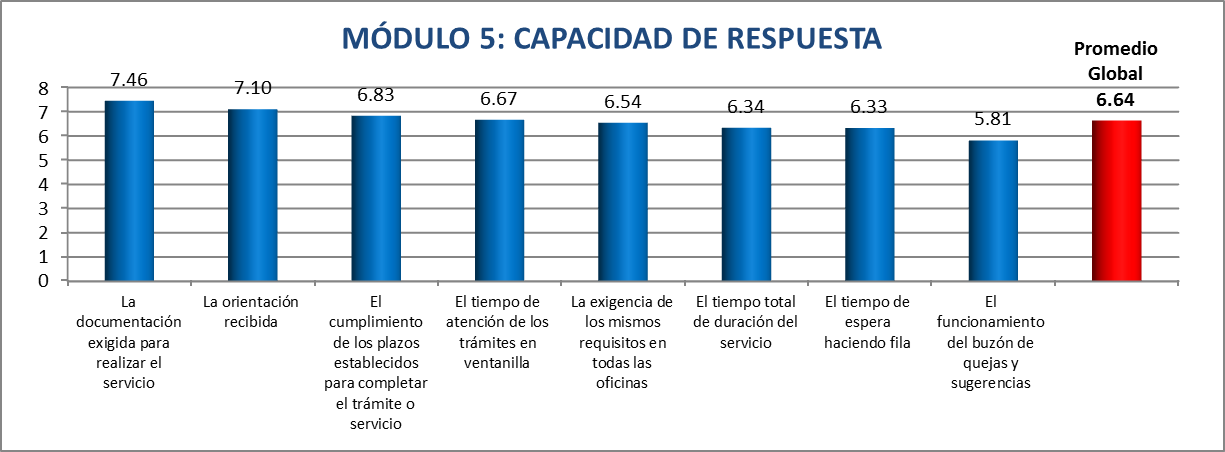 MÓDULO 5: CAPACIDAD DE RESPUESTA
Promedio
Global
6.64
7.46
7.10
6.83
6.67
6.54
6.34
6.33
5.81
8
7
6
5
4
3
2
1
0
La
documentación
exigida para
realizar el
servicio
La orientación
recibida
El
cumplimiento
de los plazos
establecidos
para completar
el trámite o
servicio
El tiempo de
atención de los
trámites en
ventanilla
La exigencia de
los mismos
requisitos en
todas las
oficinas
El tiempo total
de duración del
servicio
El tiempo de
espera
haciendo fila
El
funcionamiento
del buzón de
quejas y
sugerencias